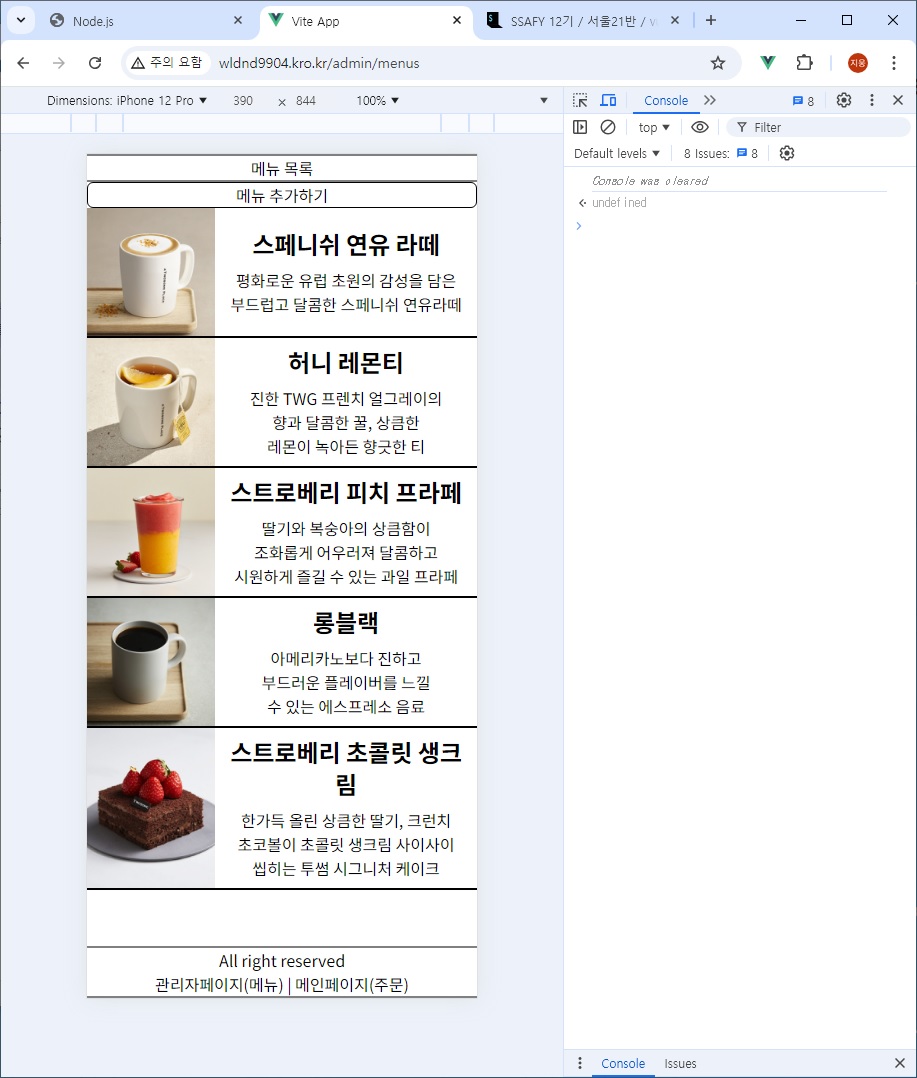 Node.js
Vite App
SSAFY 12기 / 서울21반 /
주의 요함
wldnd9904.kro.kr/admin/menus
지웅
Dimensions: iPhone 12 Pro
390
×
844
100%
Console
8
top
Filter
Default levels
8 Issues:
8
Console was cleared
undefined
메뉴 목록
메뉴 추가하기
스페니쉬 연유 라떼
평화로운 유럽 초원의 감성을 담은
부드럽고 달콤한 스페니쉬 연유라떼
허니 레몬티
진한 TWG 프렌치 얼그레이의
향과 달콤한 꿀, 상큼한
레몬이 녹아든 향긋한 티
스트로베리 피치 프라페
딸기와 복숭아의 상큼함이
조화롭게 어우러져 달콤하고
시원하게 즐길 수 있는 과일 프라페
롱블랙
아메리카노보다 진하고
부드러운 플레이버를 느낄
수 있는 에스프레소 음료
스트로베리 초콜릿 생크
림
한가득 올린 상큼한 딸기, 크런치
초코볼이 초콜릿 생크림 사이사이
씹히는 투썸 시그니처 케이크
All right reserved
관리자페이지(메뉴) | 메인페이지(주문)
Console
Issues